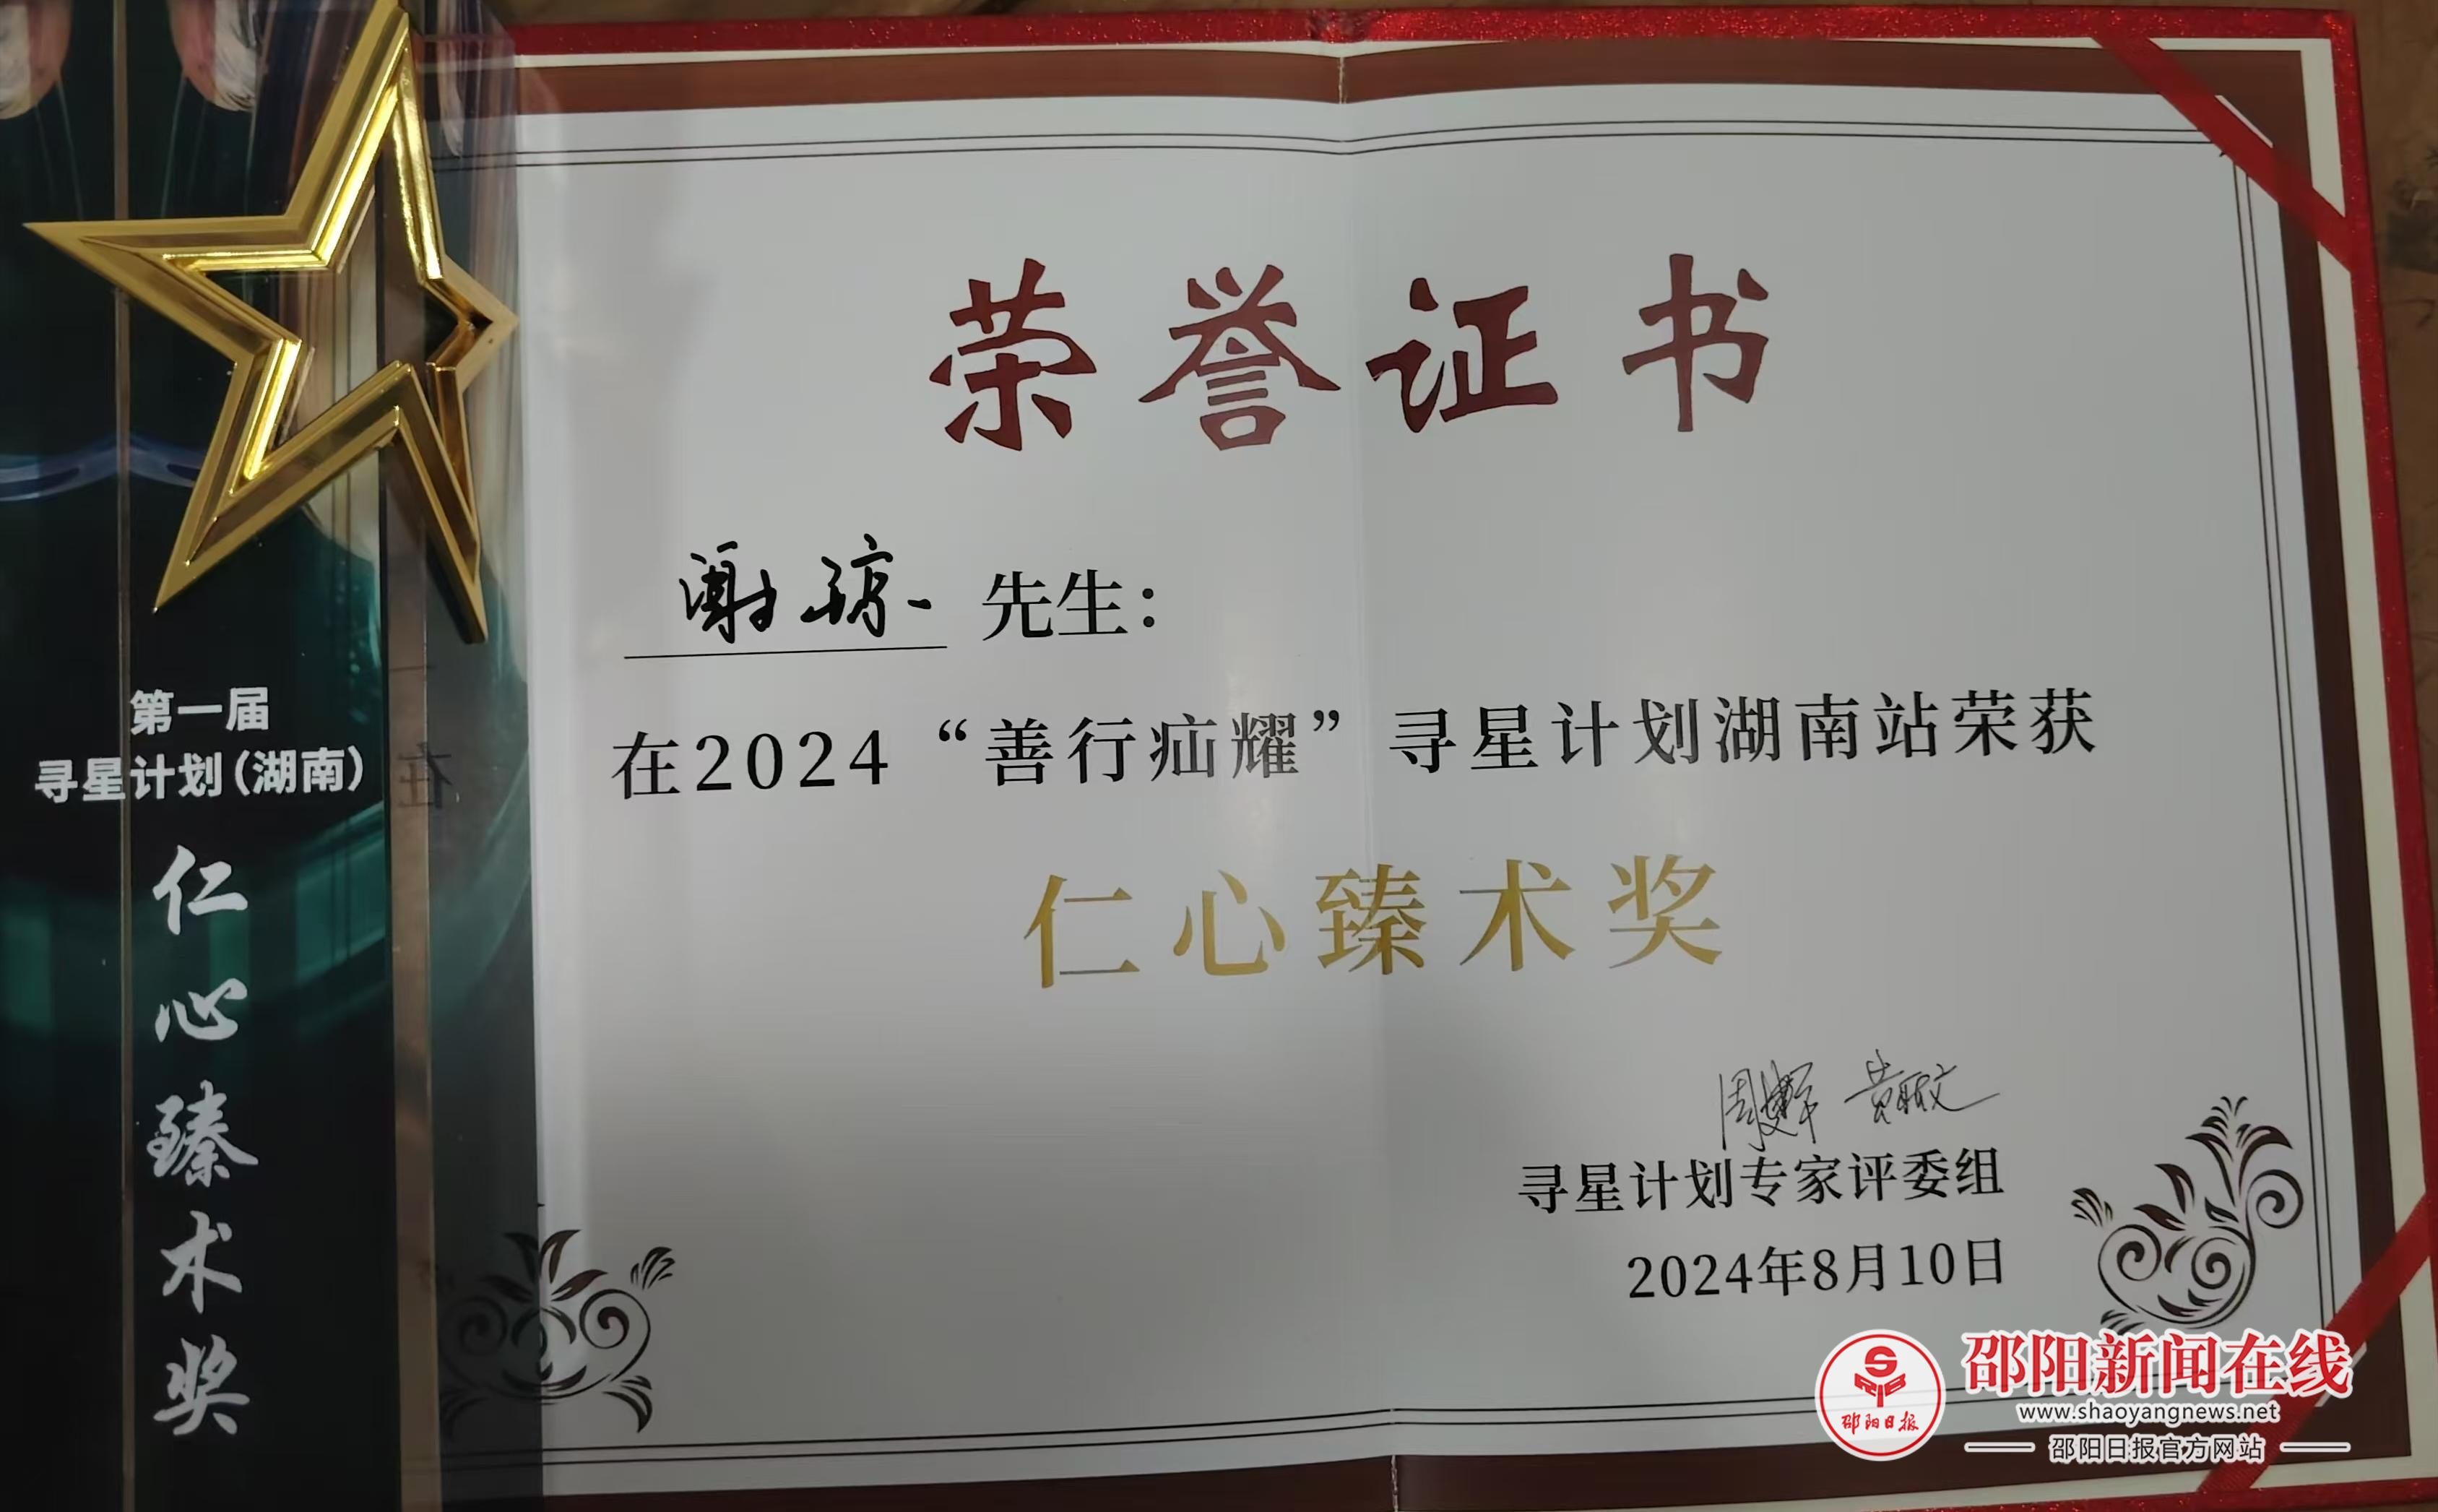 第一届
寻星计划(湖南)
仁心臻术奖
荣誉证书
谢琼 先生：
在2024“善行疝耀”寻星计划湖南站荣获
仁心臻术奖
寻星计划专家评委组
2024年8月10日
SRIB
邵阳日报
邵阳新闻在线
www.shaoyangnews.net
邵阳日报官方网站